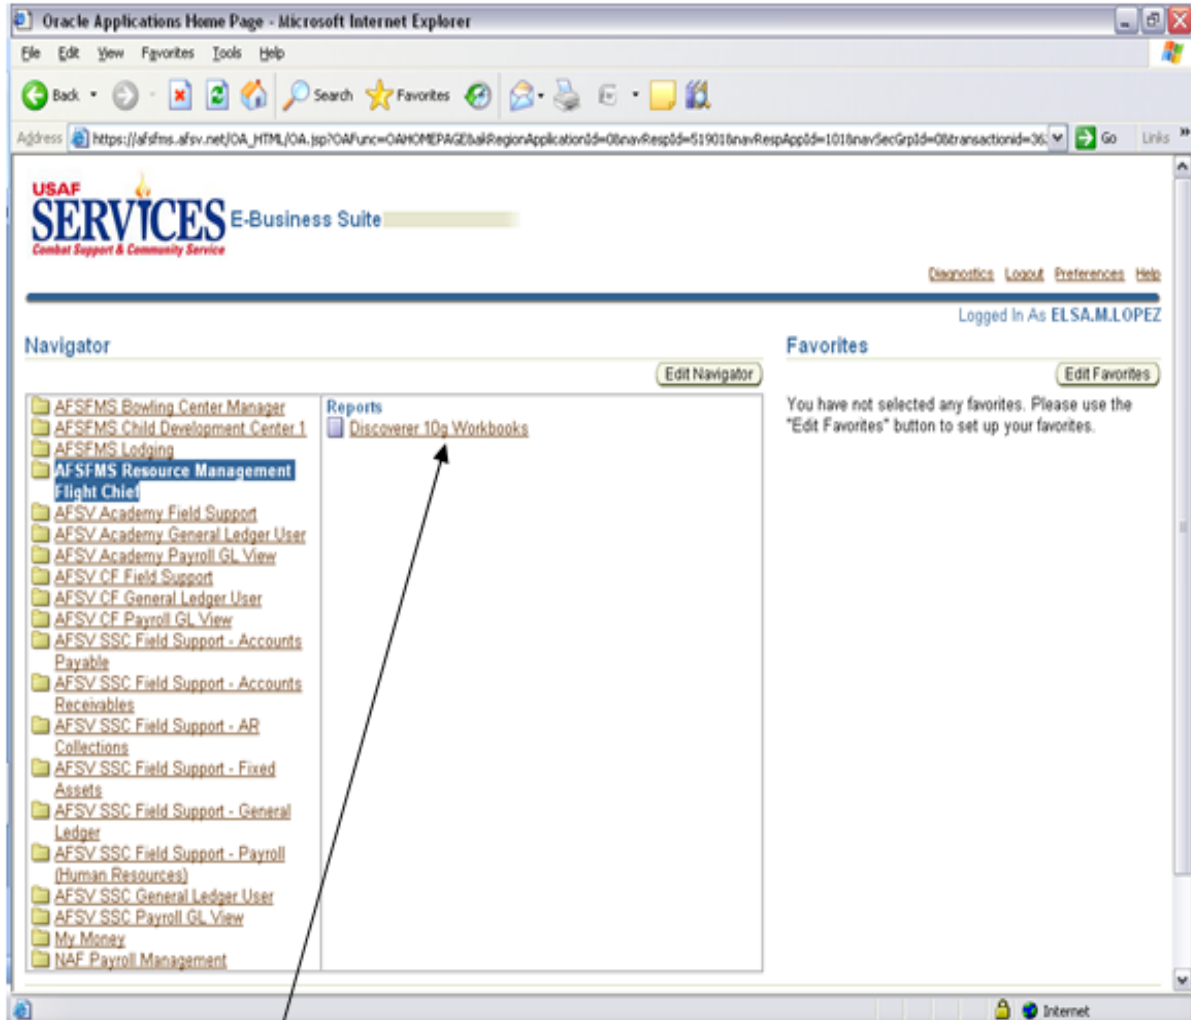 Oracle Applications Home Page - Microsoft Internet Explorer
File Edit View Favorites Tools Help
Back Search Favorites
Address https://afsfms.afsv.net/OA_HTML/OA.jsp?OAFunc=OAHOMEPAGE&akRegionApplicationId=0&navRespId=51901&navRespAppId=101&navSecGrpId=0&transactionid=36 Go Links »
USAF
SERVICES E-Business Suite
Combat Support & Community Service
Diagnostics Logout Preferences Help
Logged In As ELSA.M.LOPEZ
Navigator
Edit Navigator
AFSFMS Bowling Center Manager
AFSFMS Child Development Center 1
AFSFMS Lodging
AFSFMS Resource Management
Flight Chief
AFSV Academy Field Support
AFSV Academy General Ledger User
AFSV Academy Payroll GL View
AFSV CF Field Support
AFSV CF General Ledger User
AFSV CF Payroll GL View
AFSV SSC Field Support - Accounts
Payable
AFSV SSC Field Support - Accounts
Receivables
AFSV SSC Field Support - AR
Collections
AFSV SSC Field Support - Fixed
Assets
AFSV SSC Field Support - General
Ledger
AFSV SSC Field Support - Payroll
(Human Resources)
AFSV SSC General Ledger User
AFSV SSC Payroll GL View
My Money
NAF Payroll Management
Reports
Discoverer 10g Workbooks
Favorites
Edit Favorites
You have not selected any favorites. Please use the
"Edit Favorites" button to set up your favorites.
Internet